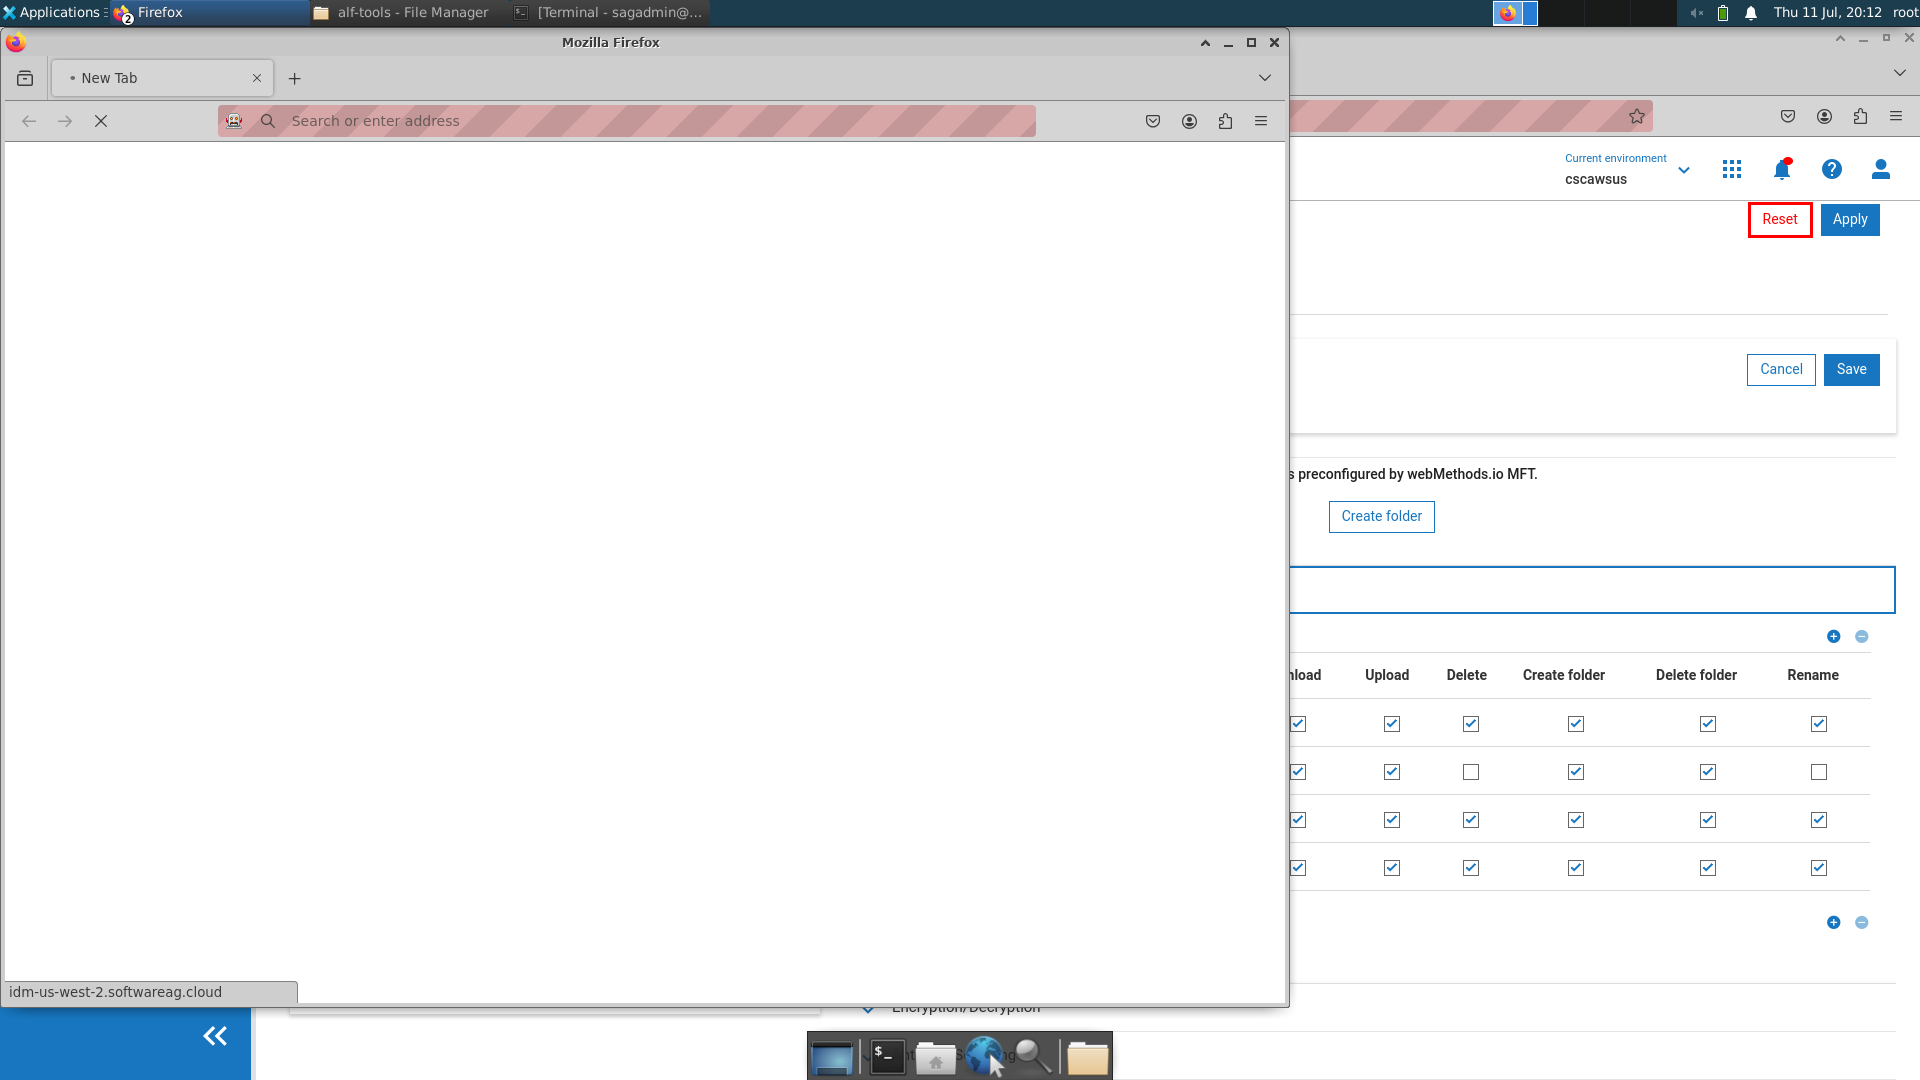 Applications
Firefox
2
alf-tools - File Manager
[Terminal - sagadmin@...
Thu 11 Jul, 20:12
root
Mozilla Firefox
New Tab
Search or enter address
Current environment
cscawsus
Reset
Apply
Cancel
Save
s preconfigured by webMethods.io MFT.
Create folder
nload
Upload
Delete
Create folder
Delete folder
Rename
idm-us-west-2.softwareag.cloud
Encryption/Decryption
$_